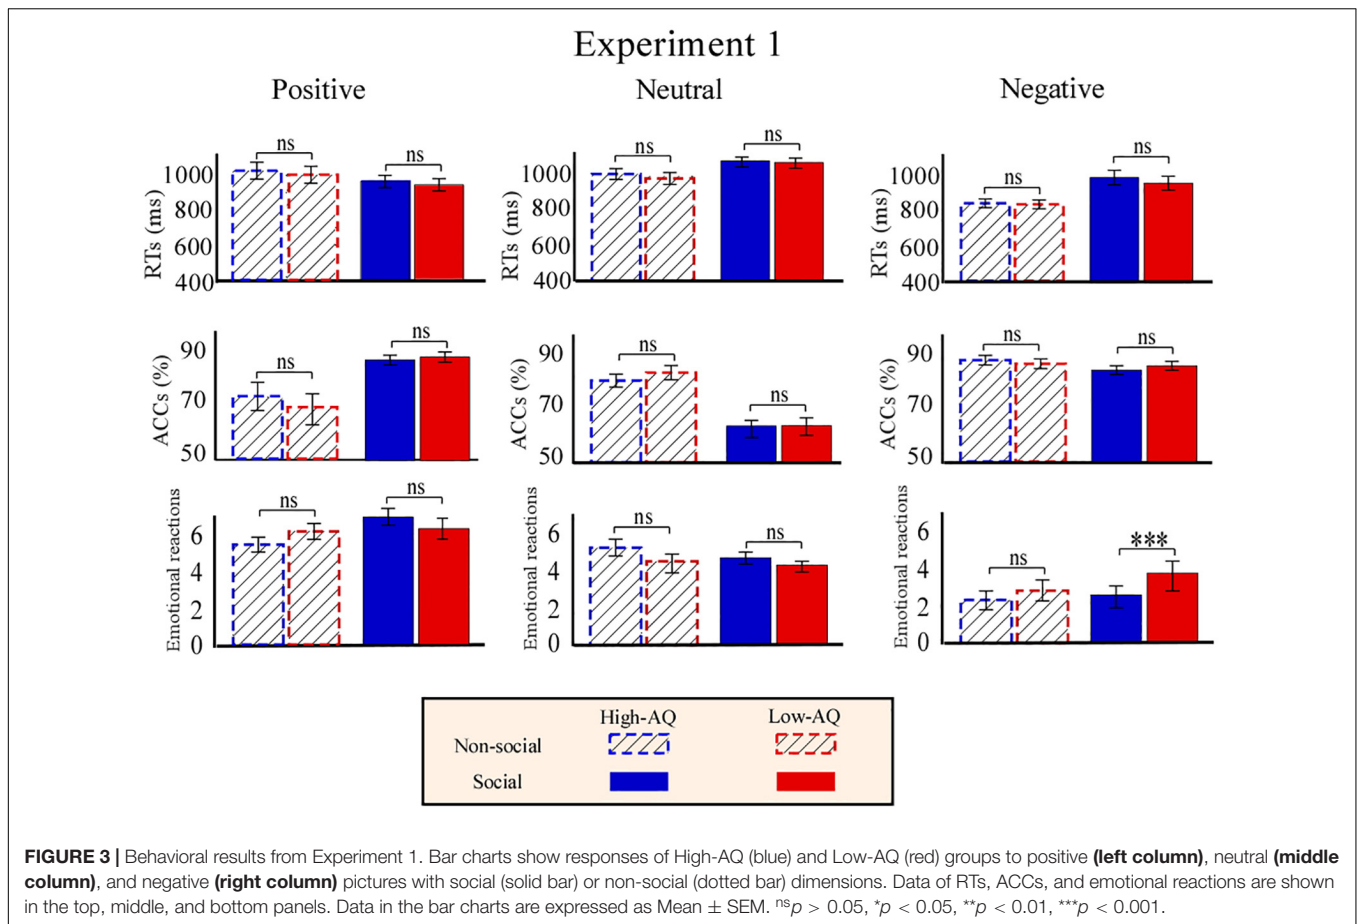 Experiment 1
Positive Neutral Negative
RTs (ms)
1000
800
600
400
ns ns
RTs (ms)
1000
800
600
400
ns ns
RTs (ms)
1000
800
600
400
ns ns
ACCs (%)
90
70
50
ns ns
ACCs (%)
90
70
50
ns ns
ACCs (%)
90
70
50
ns ns
Emotional reactions
6
4
2
0
ns ns
Emotional reactions
6
4
2
0
ns ns
Emotional reactions
6
4
2
0
ns ***
High-AQ Low-AQ
Non-social
Social
FIGURE 3 | Behavioral results from Experiment 1. Bar charts show responses of High-AQ (blue) and Low-AQ (red) groups to positive (left column), neutral (middle
column), and negative (right column) pictures with social (solid bar) or non-social (dotted bar) dimensions. Data of RTs, ACCs, and emotional reactions are shown
in the top, middle, and bottom panels. Data in the bar charts are expressed as Mean ± SEM. ns p > 0.05, *p < 0.05, **p < 0.01, ***p < 0.001.